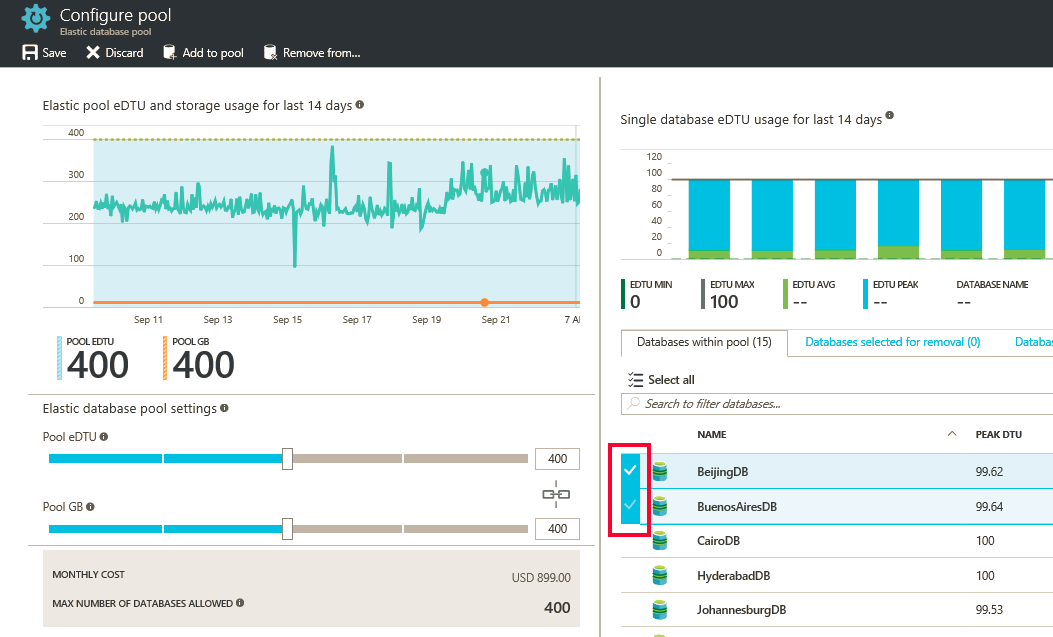 Configure pool
Elastic database pool
Save Discard Add to pool Remove from...
Elastic pool eDTU and storage usage for last 14 days
400
300
200
100
0
Sep 11 Sep 13 Sep 15 Sep 17 Sep 19 Sep 21 7 A
POOL EDTU
400
POOL GB
400
Elastic database pool settings
Pool eDTU
400
Pool GB
400
MONTHLY COST USD 899.00
MAX NUMBER OF DATABASES ALLOWED 400
Single database eDTU usage for last 14 days
120
100
80
60
40
20
0
EDTU MIN
0
EDTU MAX
100
EDTU AVG
--
EDTU PEAK
--
DATABASE NAME
--
Databases within pool (15) Databases selected for removal (0) Databas
Select all
Search to filter databases...
NAME PEAK DTU
BeijingDB 99.62
BuenosAiresDB 99.64
CairoDB 100
HyderabadDB 100
JohannesburgDB 99.53